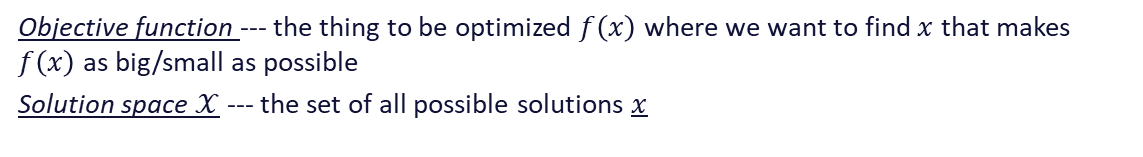 Objective function --- the thing to be optimized f(x) where we want to find x that makes
f(x) as big/small as possible
Solution space 𝒳 --- the set of all possible solutions x